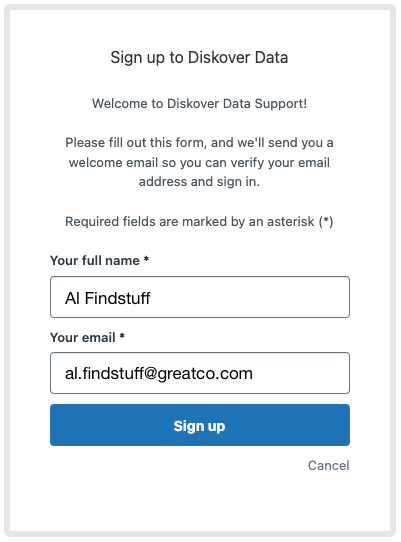 Sign up to Diskover Data
Welcome to Diskover Data Support!
Please fill out this form, and we'll send you a
welcome email so you can verify your email
address and sign in.
Required fields are marked by an asterisk (*)
Your full name *
Al Findstuff
Your email *
al.findstuff@greatco.com
Sign up
Cancel